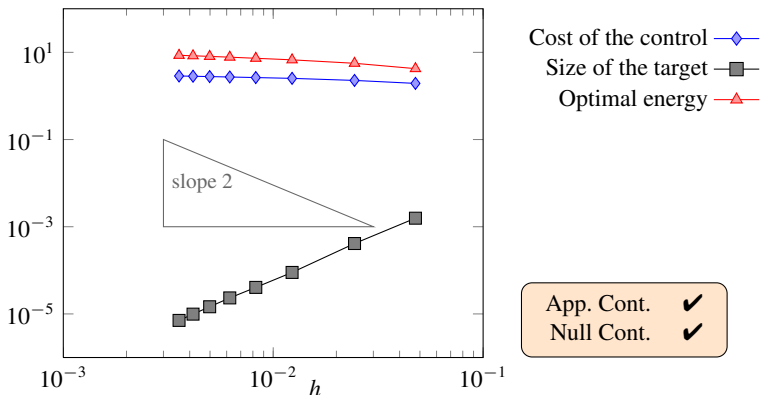 10^1
10^−1
10^−3
10^−5
slope 2
10^−3
10^−2
10^−1
h
Cost of the control
Size of the target
Optimal energy
App. Cont. ✔
Null Cont. ✔